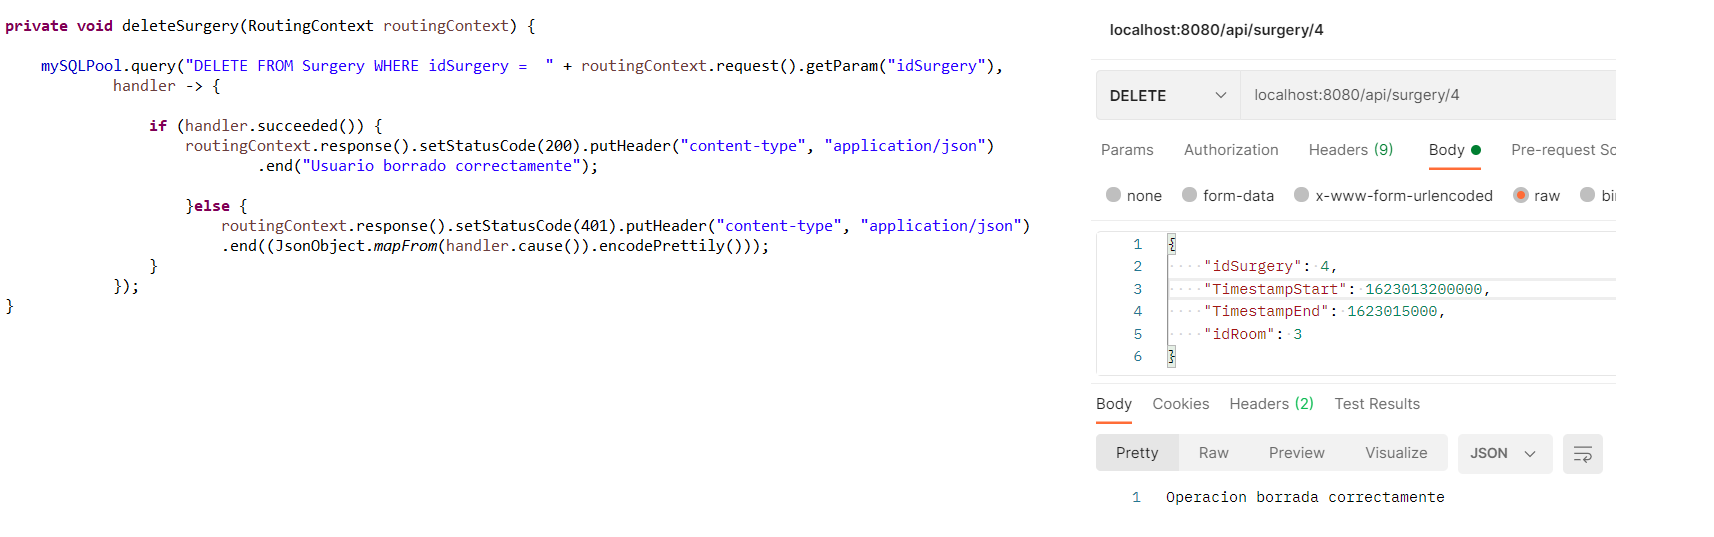 private void deleteSurgery(RoutingContext routingContext) {
mySQLPool.query("DELETE FROM Surgery WHERE idSurgery =  " + routingContext.request().getParam("idSurgery"),
handler -> {
if (handler.succeeded()) {
routingContext.response().setStatusCode(200).putHeader("content-type", "application/json")
.end("Usuario borrado correctamente");
}else {
routingContext.response().setStatusCode(401).putHeader("content-type", "application/json")
.end((JsonObject.mapFrom(handler.cause()).encodePrettily()));
}
});
}
localhost:8080/api/surgery/4
DELETE localhost:8080/api/surgery/4
Params Authorization Headers (9) Body Pre-request Sc
none form-data x-www-form-urlencoded raw bi
1 {
2 "idSurgery": 4,
3 "TimestampStart": 1623013200000,
4 "TimestampEnd": 1623015000,
5 "idRoom": 3
6 }
Body Cookies Headers (2) Test Results
Pretty Raw Preview Visualize JSON
1 Operacion borrada correctamente